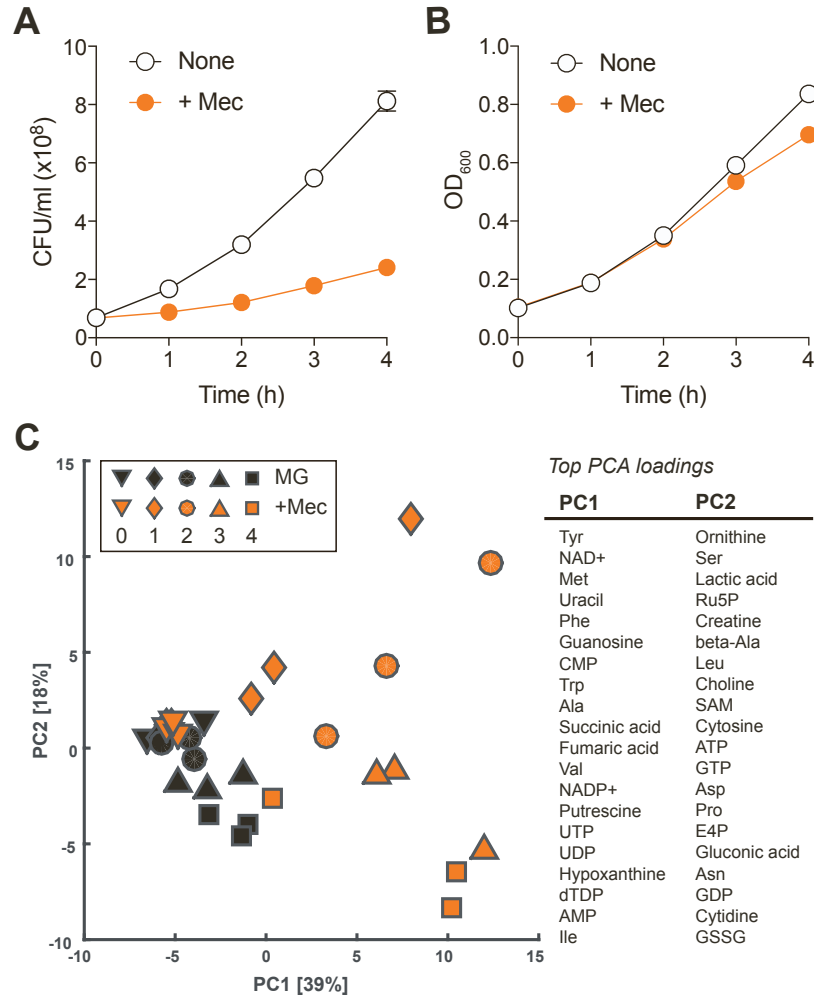 A
CFU/ml (x10⁸)
10
8
6
4
2
0
None
+ Mec
0 1 2 3 4
Time (h)
B
OD₆₀₀
1.0
0.8
0.6
0.4
0.2
0.0
None
+ Mec
0 1 2 3 4
Time (h)
C
PC2 [18%]
15
10
5
0
-5
-10
MG
+Mec
0 1 2 3 4
-10 -5 0 5 10 15
PC1 [39%]
Top PCA loadings
PC1 PC2
Tyr Ornithine
NAD+ Ser
Met Lactic acid
Uracil Ru5P
Phe Creatine
Guanosine beta-Ala
CMP Leu
Trp Choline
Ala SAM
Succinic acid Cytosine
Fumaric acid ATP
Val GTP
NADP+ Asp
Putrescine Pro
UTP E4P
UDP Gluconic acid
Hypoxanthine Asn
dTDP GDP
AMP Cytidine
Ile GSSG